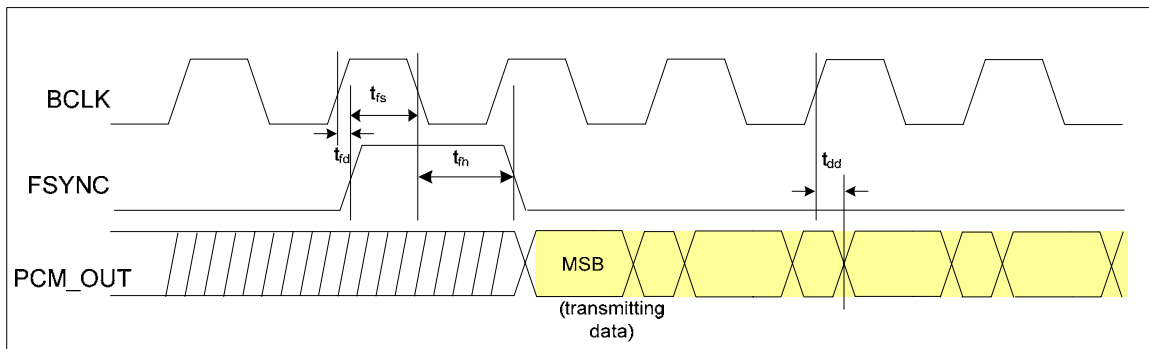 BCLK
tfs
tfd
tfh
tdd
FSYNC
PCM_OUT
MSB
(transmitting
data)